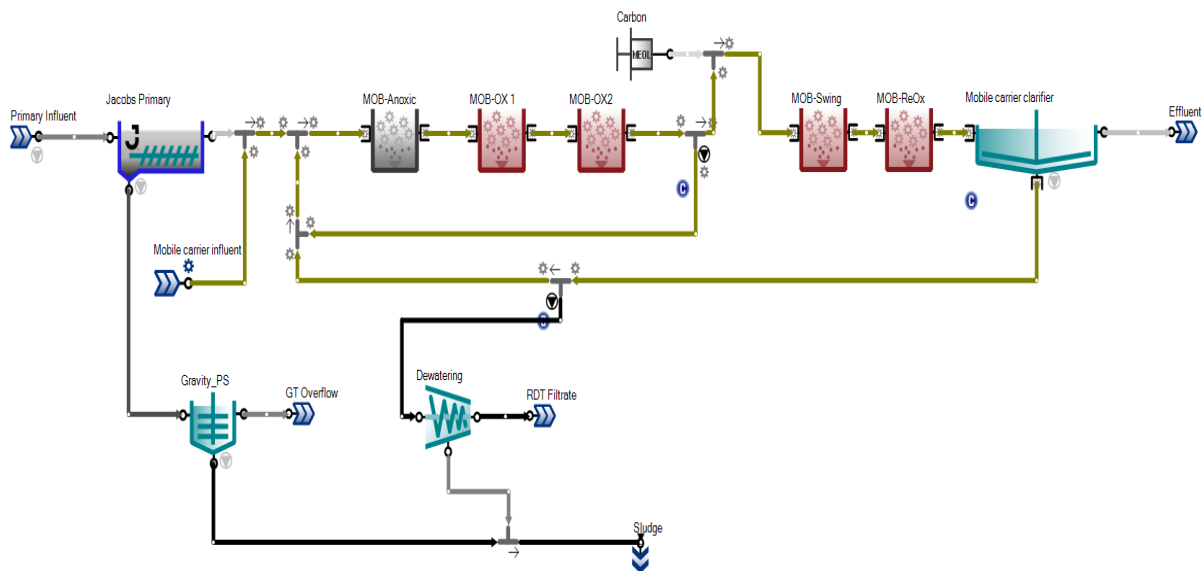 Carbon
MEOL
Primary Influent
Jacobs Primary
J
MOB-Anoxic
MOB-OX 1
MOB-OX2
MOB-Swing
MOB-ReOx
Mobile carrier clarifier
Effluent
C
C
Mobile carrier influent
C
Gravity_PS
GT Overflow
Dewatering
RDT Filtrate
Sludge